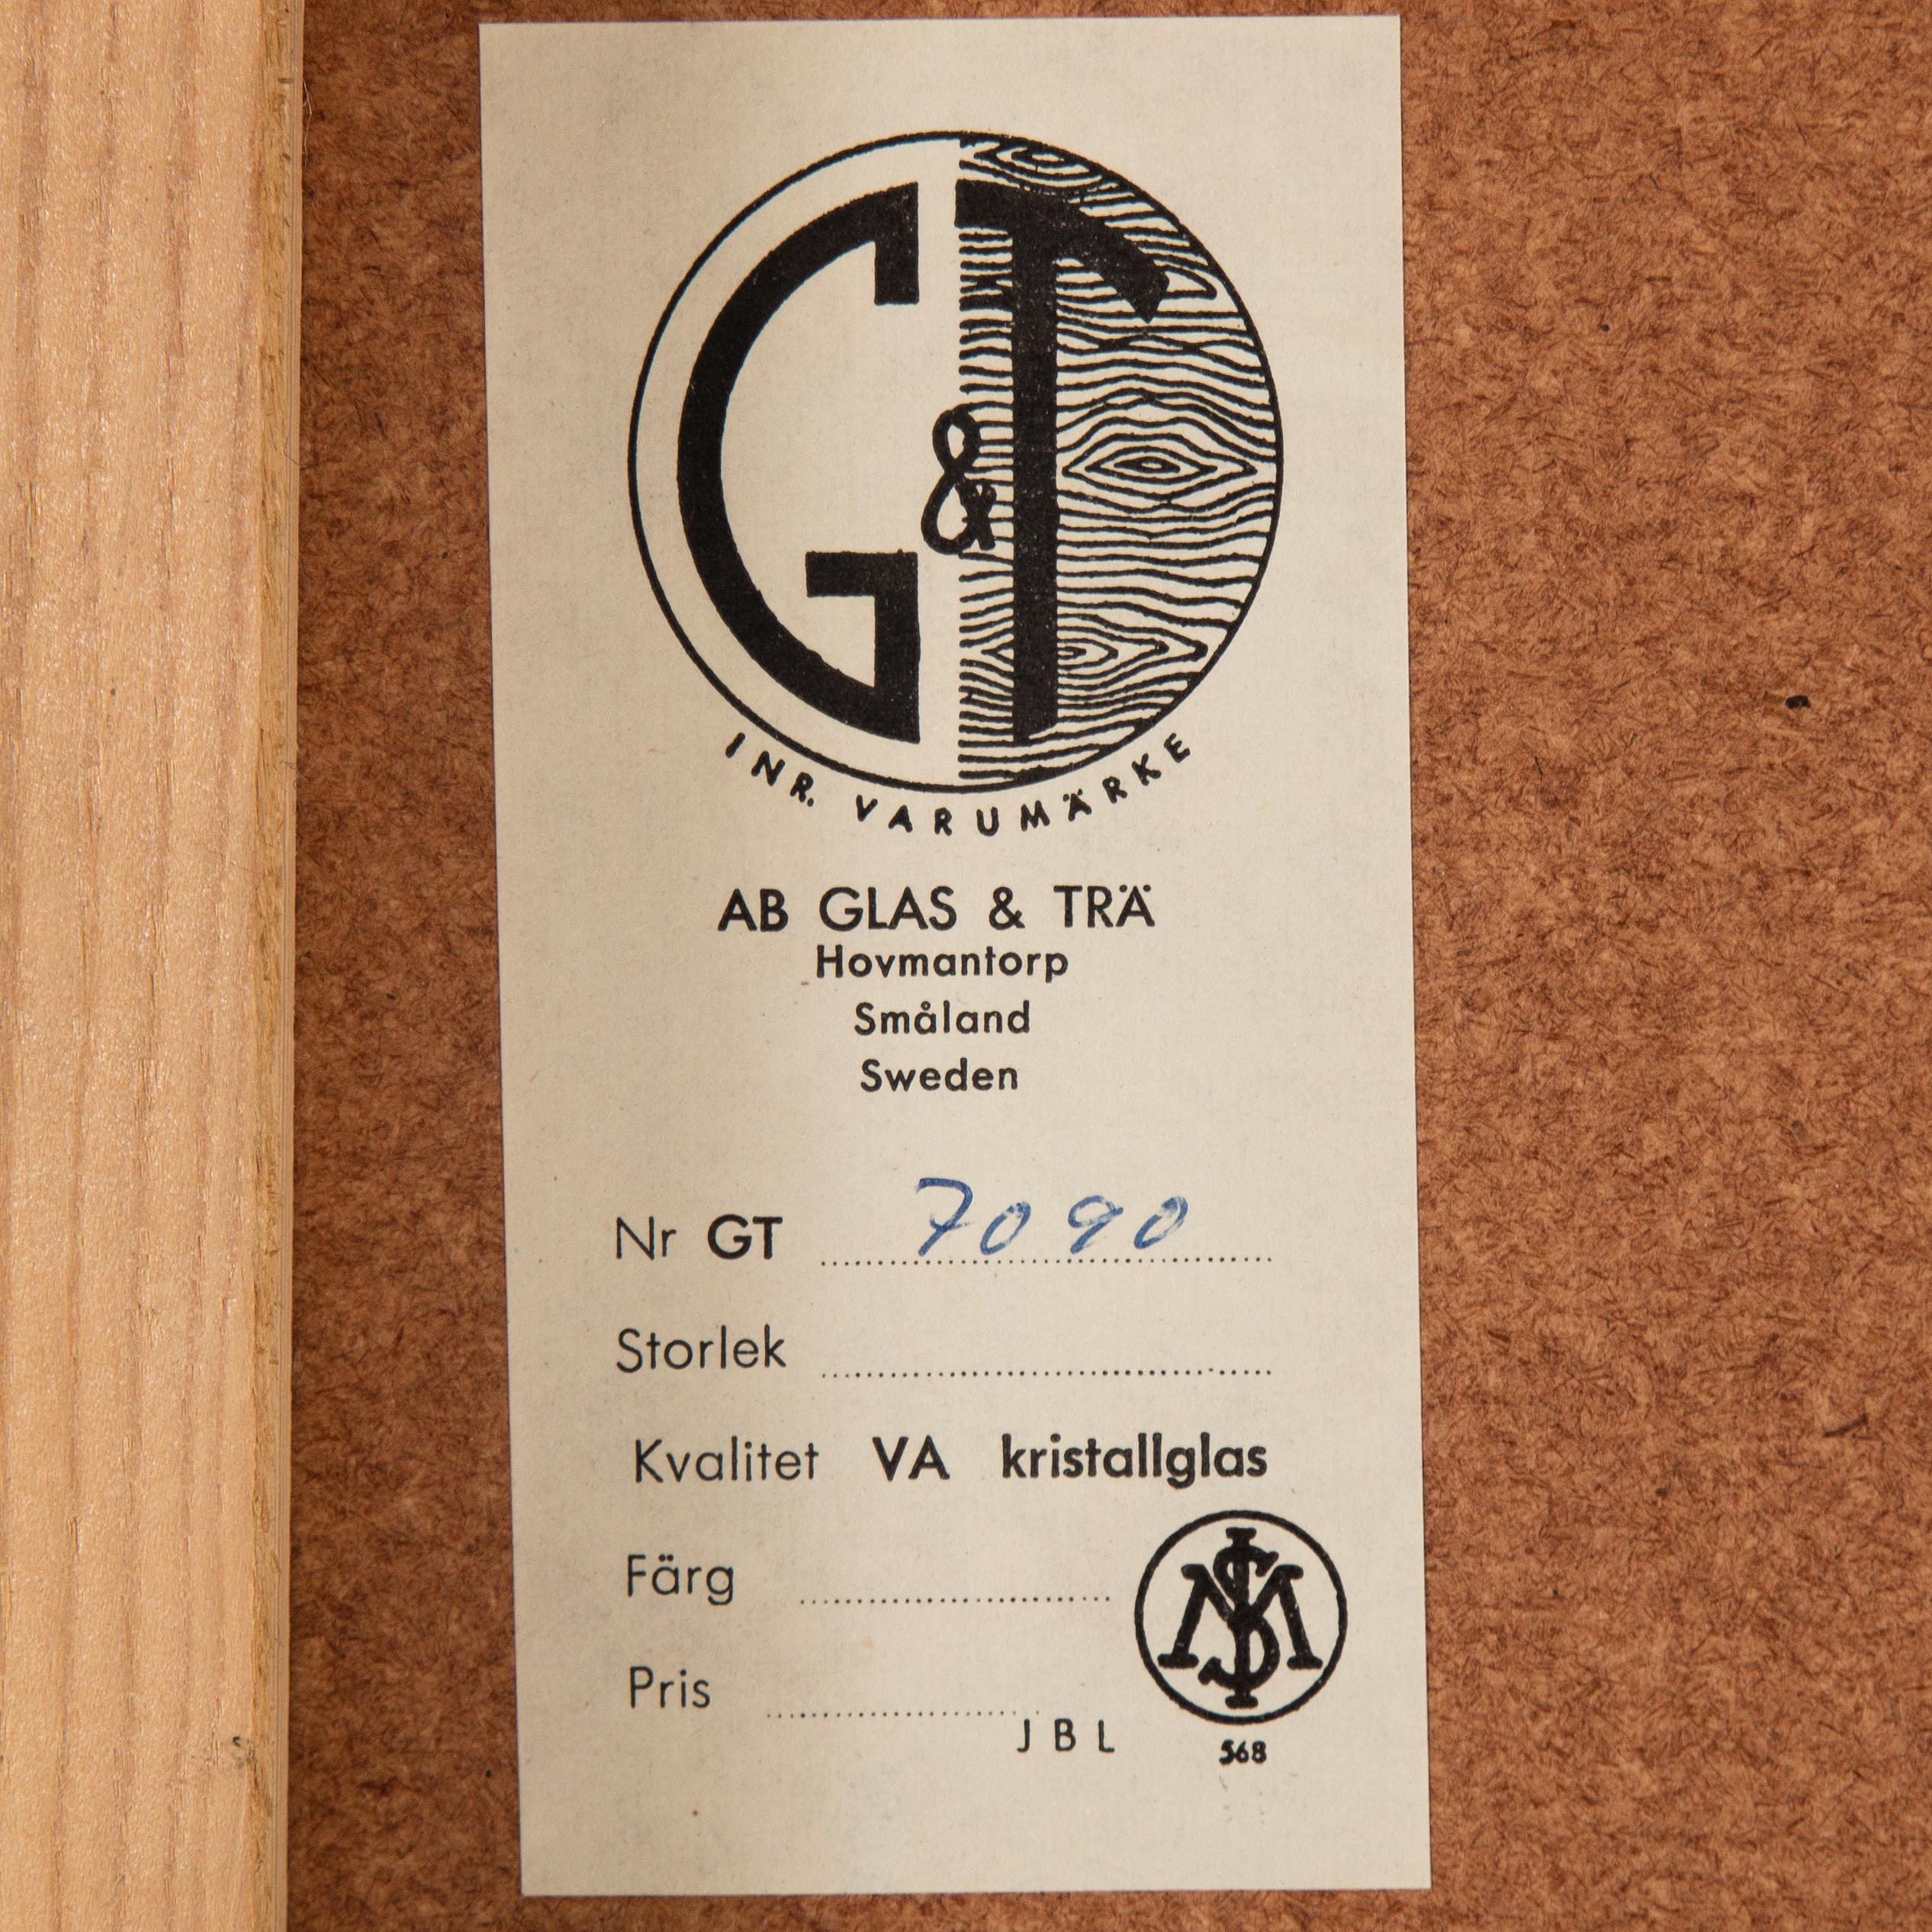 G&T
INR. VARUMÄRKE
AB GLAS & TRÄ
Hovmantorp
Småland
Sweden
Nr GT 7090
Storlek
Kvalitet VA kristallglas
Färg
Pris
JBL
568